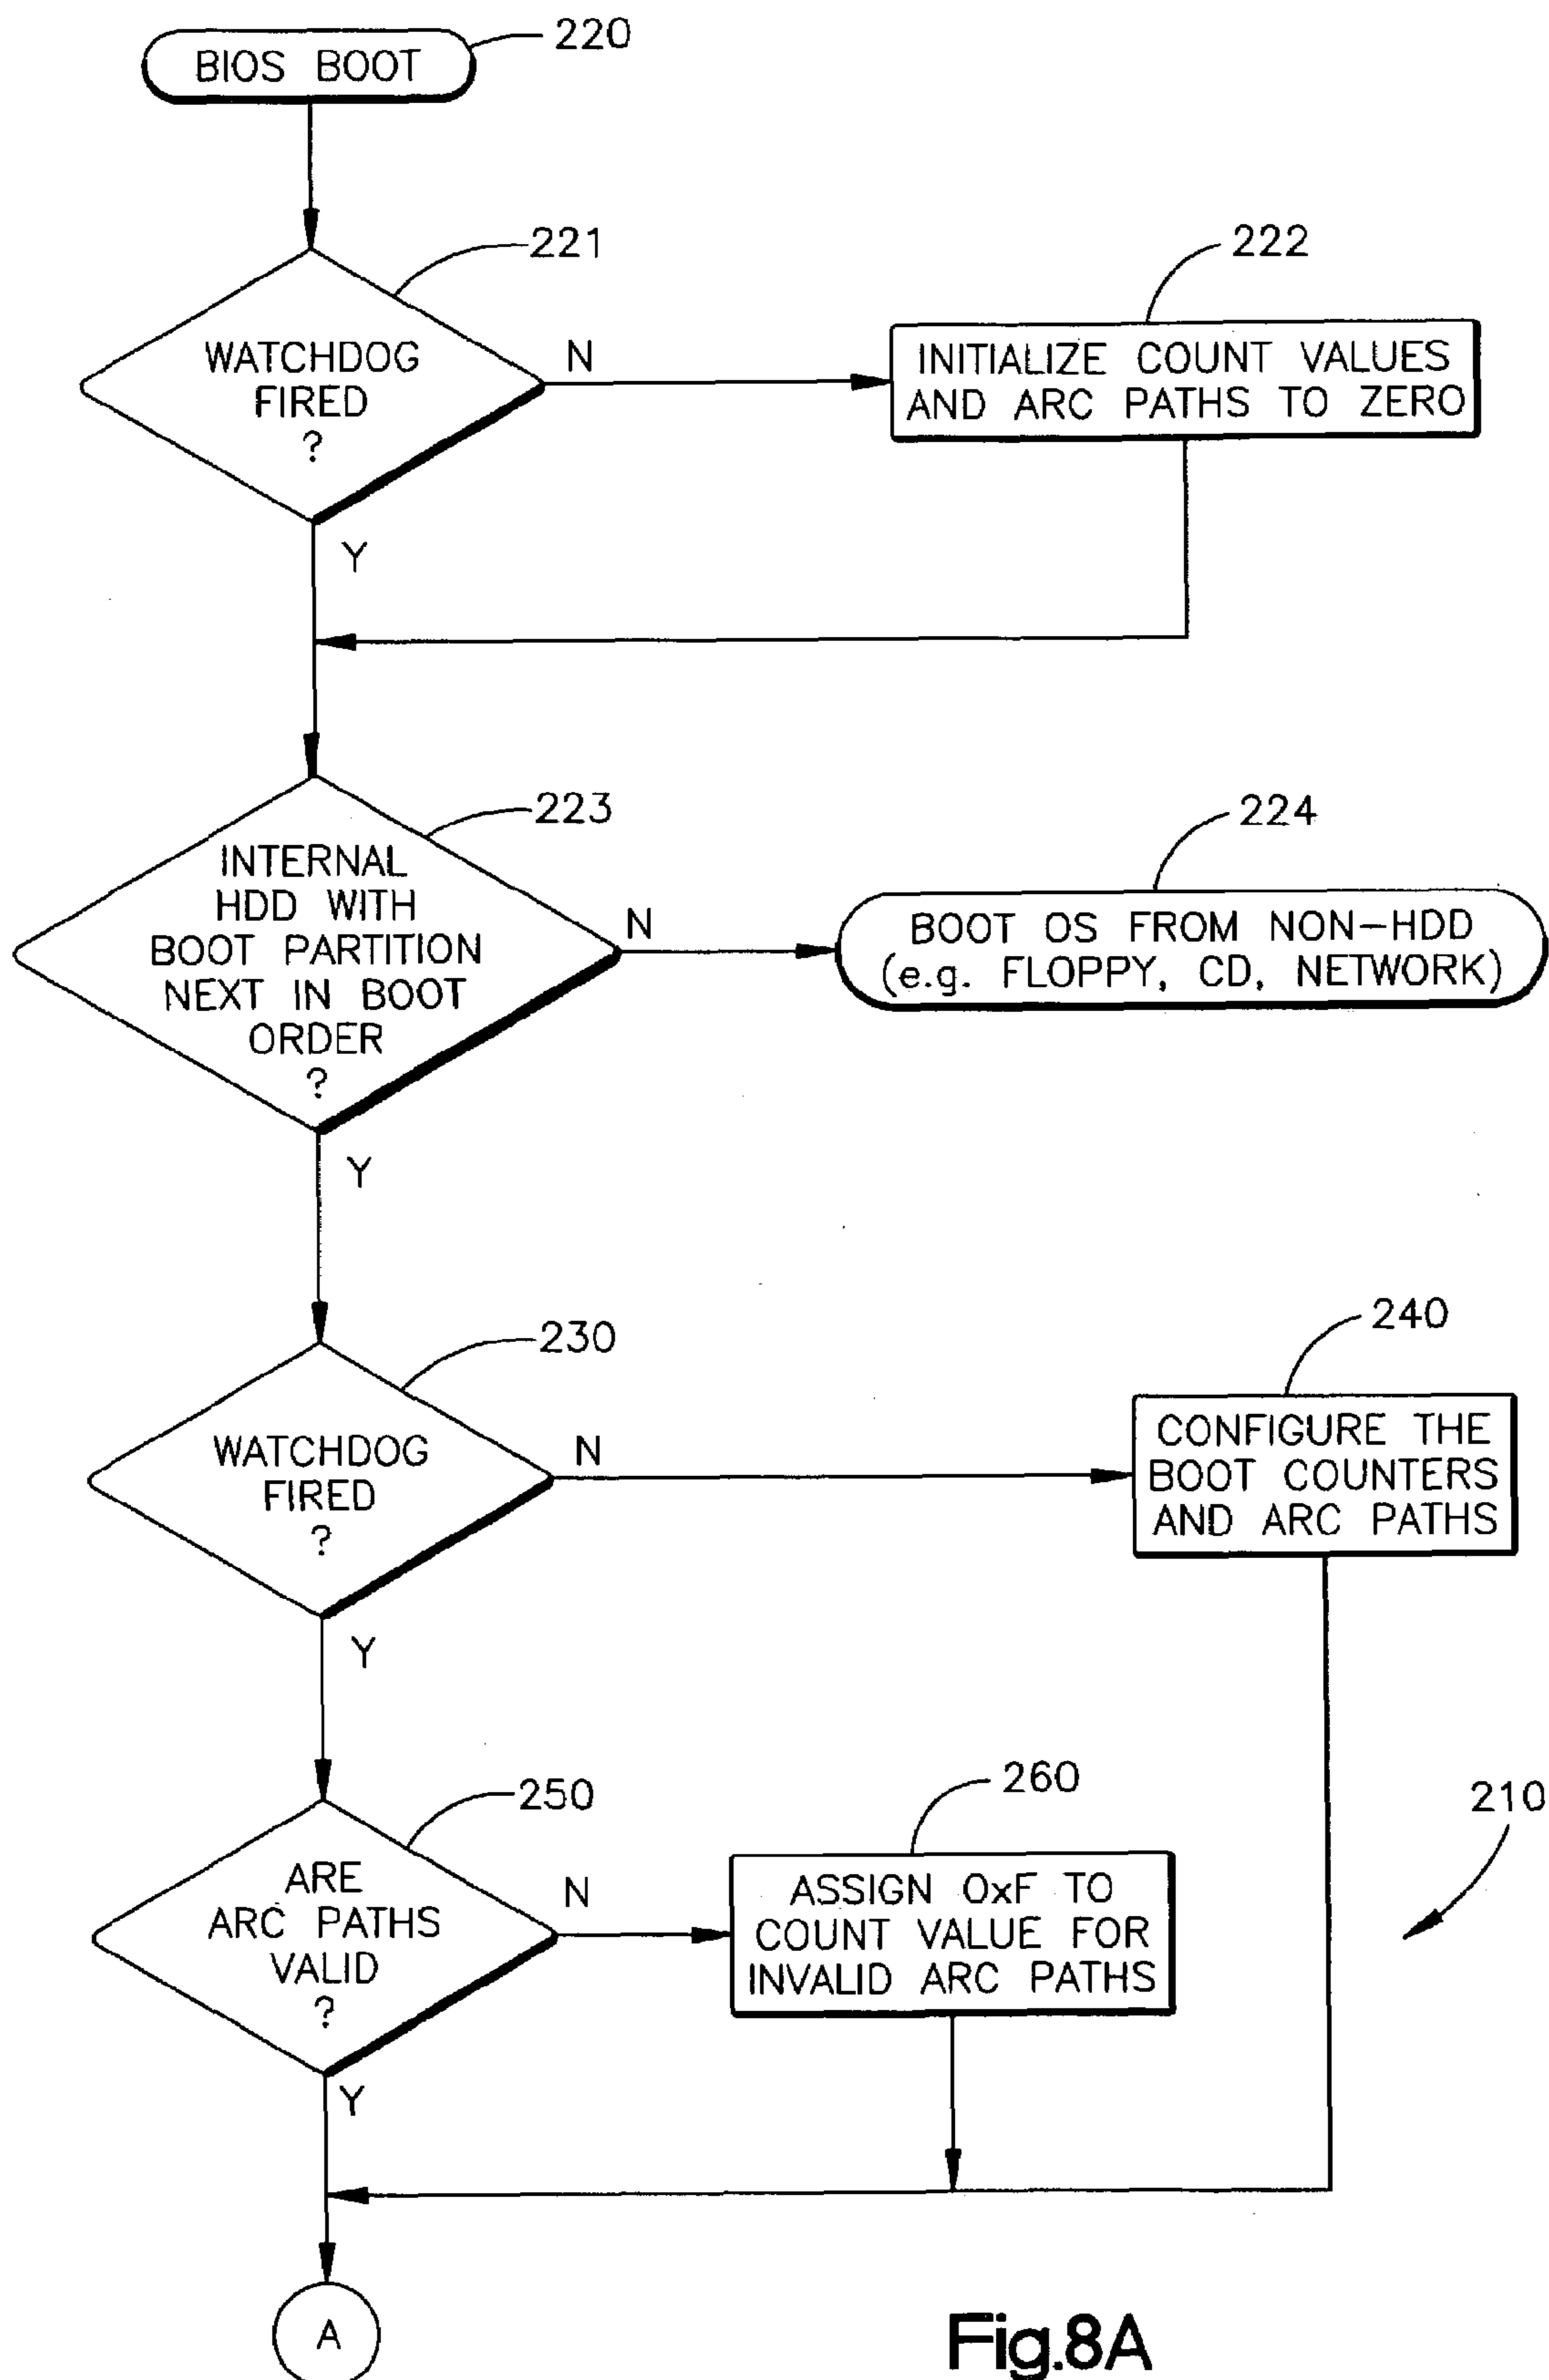 BIOS BOOT
220
221
222
WATCHDOG
FIRED
?
N
INITIALIZE COUNT VALUES
AND ARC PATHS TO ZERO
Y
223
224
INTERNAL
HDD WITH
BOOT PARTITION
NEXT IN BOOT
ORDER
?
N
BOOT OS FROM NON-HDD
(e.g. FLOPPY, CD, NETWORK)
Y
230
240
WATCHDOG
FIRED
?
N
CONFIGURE THE
BOOT COUNTERS
AND ARC PATHS
Y
250
260
210
ARE
ARC PATHS
VALID
?
N
ASSIGN 0xF TO
COUNT VALUE FOR
INVALID ARC PATHS
Y
A
Fig.8A